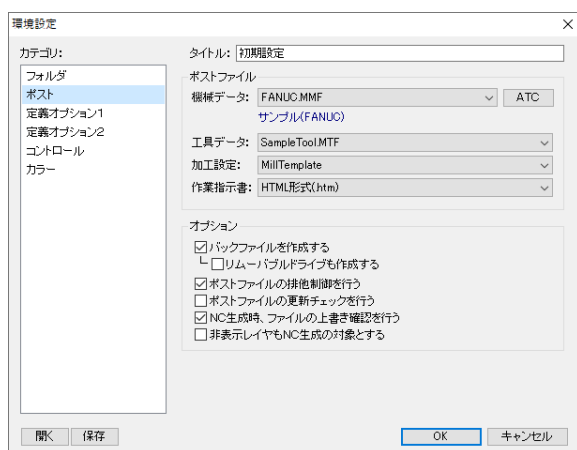 環境設定
カテゴリ:
フォルダ
ポスト
定義オプション1
定義オプション2
コントロール
カラー
タイトル: 初期設定
ポストファイル
機械データ: FANUC.MMF ATC
サンプル(FANUC)
工具データ: SampleTool.MTF
加工設定: MillTemplate
作業指示書: HTML形式(.htm)
オプション
バックファイルを作成する
リムーバブルドライブも作成する
ポストファイルの排他制御を行う
ポストファイルの更新チェックを行う
NC生成時、ファイルの上書き確認を行う
非表示レイヤもNC生成の対象とする
開く 保存 OK キャンセル